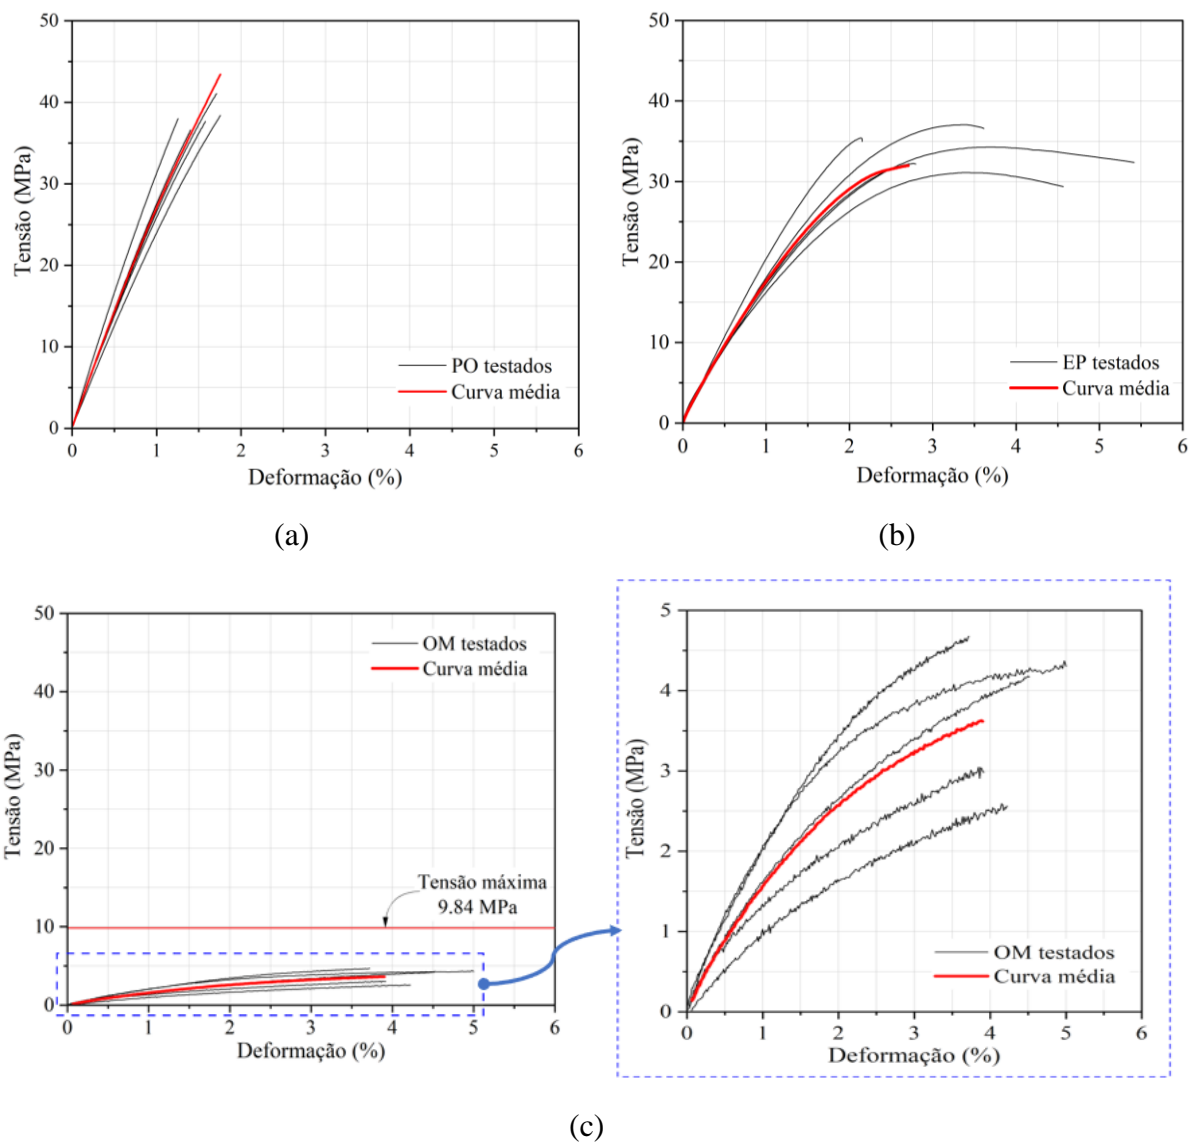 50
40
30
20
10
0
Tensão (MPa)
PO testados
Curva média
0 1 2 3 4 5 6
Deformação (%)
(a)
50
40
30
20
10
0
Tensão (MPa)
EP testados
Curva média
0 1 2 3 4 5 6
Deformação (%)
(b)
50
40
30
20
10
0
Tensão (MPa)
OM testados
Curva média
Tensão máxima
9.84 MPa
0 1 2 3 4 5 6
Deformação (%)
5
4
3
2
1
0
Tensão (MPa)
OM testados
Curva média
0 1 2 3 4 5 6
Deformação (%)
(c)